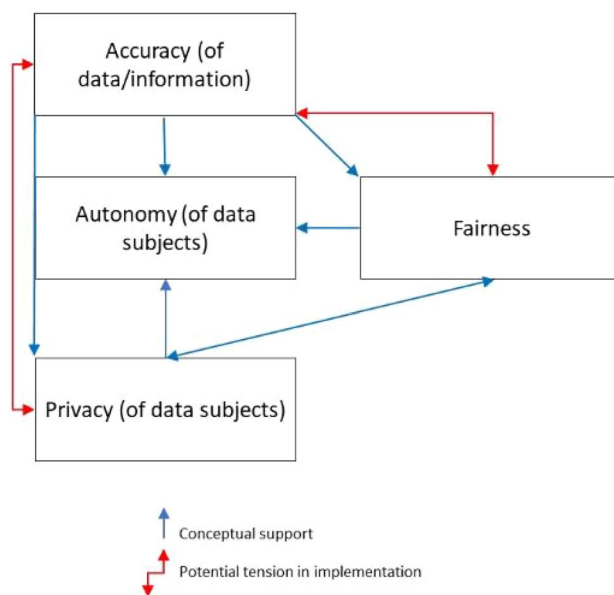 Accuracy (of
data/information)
Autonomy (of data
subjects)
Fairness
Privacy (of data subjects)
Conceptual support
Potential tension in implementation